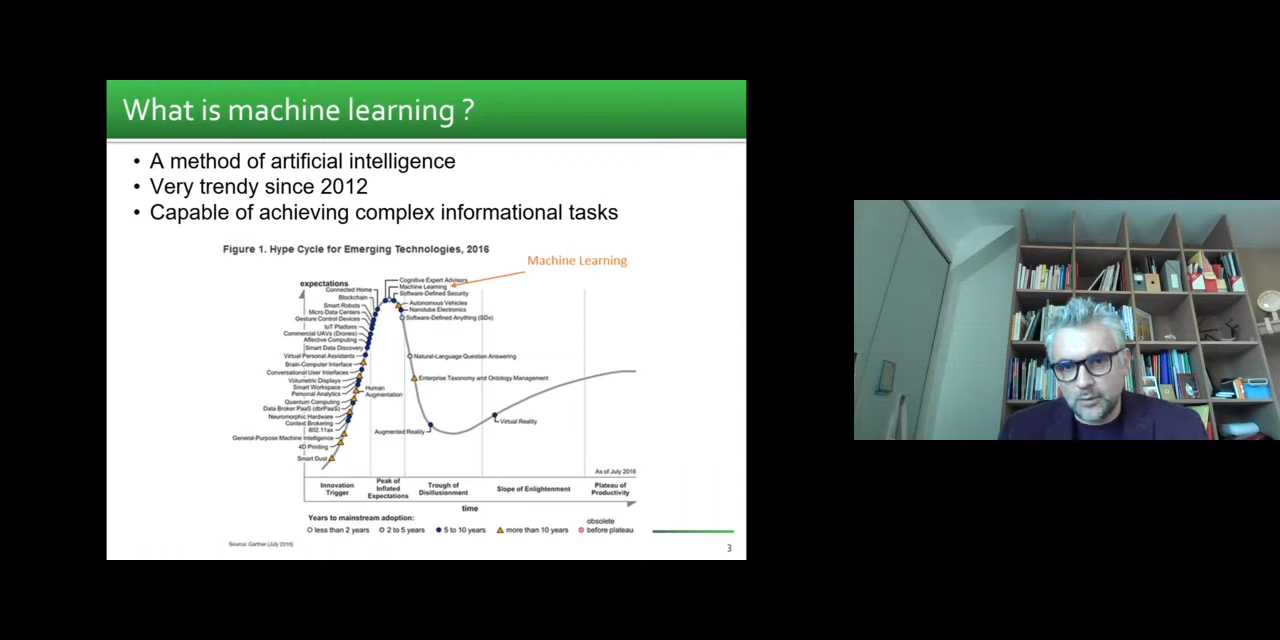 What is machine learning ?
• A method of artificial intelligence
• Very trendy since 2012
• Capable of achieving complex informational tasks
Figure 1. Hype Cycle for Emerging Technologies, 2016
Machine Learning
expectations
Cognitive Expert Advisors
Machine Learning
Software-Defined Security
Connected Home
Blockchain
Smart Robots
Micro Data Centers
Gesture Control Devices
IoT Platform
Commercial UAVs (Drones)
Affective Computing
Smart Data Discovery
Virtual Personal Assistants
Brain-Computer Interface
Conversational User Interfaces
Volumetric Displays
Smart Workspace
Personal Analytics
Quantum Computing
Data Broker PaaS (dbrPaaS)
Neuromorphic Hardware
Context Brokering
802.11ax
General-Purpose Machine Intelligence
4D Printing
Smart Dust
Human
Augmentation
Autonomous Vehicles
Nanotube Electronics
Software-Defined Anything (SDx)
Natural-Language Question Answering
Enterprise Taxonomy and Ontology Management
Augmented Reality
Virtual Reality
As of July 2016
Innovation
Trigger
Peak of
Inflated
Expectations
Trough of
Disillusionment
Slope of Enlightenment
Plateau of
Productivity
time
Years to mainstream adoption:
less than 2 years
2 to 5 years
5 to 10 years
more than 10 years
obsolete
before plateau
Source: Gartner (July 2016)
3